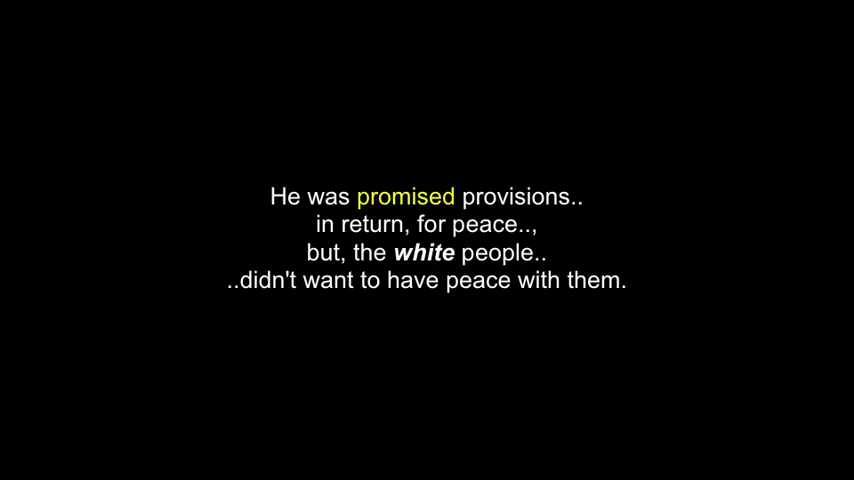 He was promised provisions..
in return, for peace..,
but, the white people..
..didn't want to have peace with them.